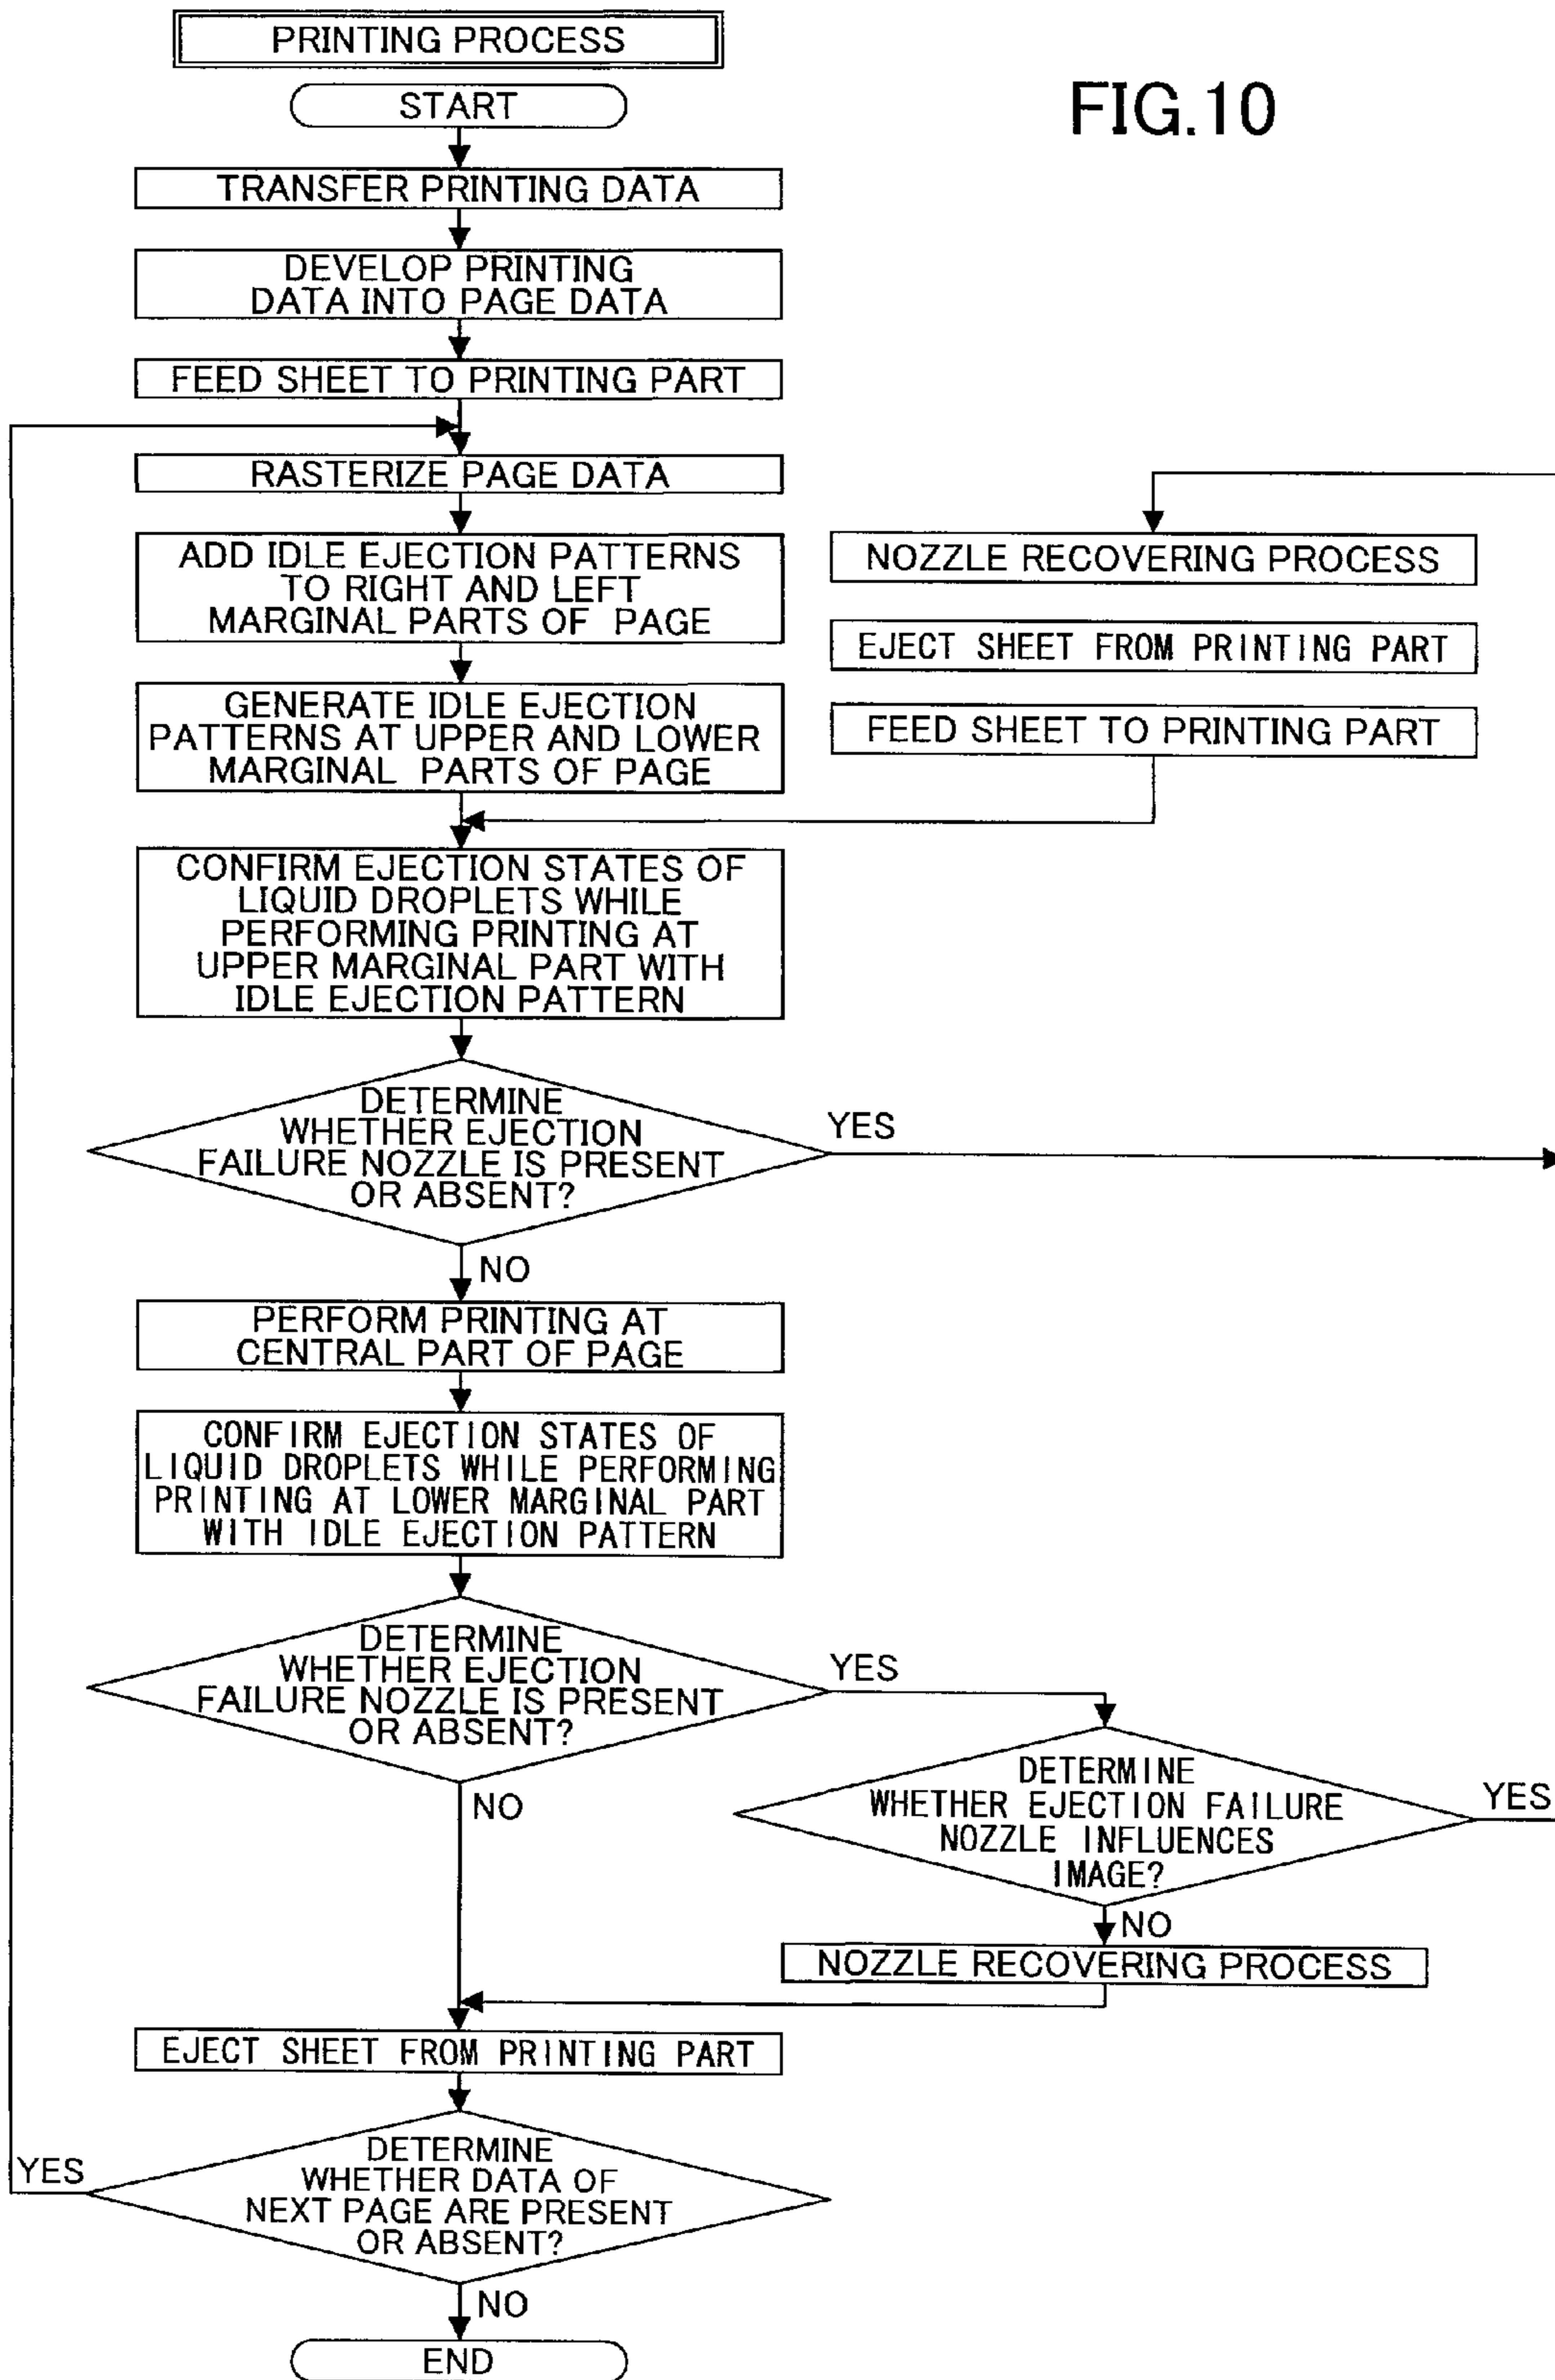 PRINTING PROCESS
FIG.10
START
TRANSFER PRINTING DATA
DEVELOP PRINTING
DATA INTO PAGE DATA
FEED SHEET TO PRINTING PART
RASTERIZE PAGE DATA
ADD IDLE EJECTION PATTERNS
TO RIGHT AND LEFT
MARGINAL PARTS OF PAGE
GENERATE IDLE EJECTION
PATTERNS AT UPPER AND LOWER
MARGINAL PARTS OF PAGE
NOZZLE RECOVERING PROCESS
EJECT SHEET FROM PRINTING PART
FEED SHEET TO PRINTING PART
CONFIRM EJECTION STATES OF
LIQUID DROPLETS WHILE
PERFORMING PRINTING AT
UPPER MARGINAL PART WITH
IDLE EJECTION PATTERN
DETERMINE
WHETHER EJECTION
FAILURE NOZZLE IS PRESENT
OR ABSENT?
YES
NO
PERFORM PRINTING AT
CENTRAL PART OF PAGE
CONFIRM EJECTION STATES OF
LIQUID DROPLETS WHILE PERFORMING
PRINTING AT LOWER MARGINAL PART
WITH IDLE EJECTION PATTERN
DETERMINE
WHETHER EJECTION
FAILURE NOZZLE IS PRESENT
OR ABSENT?
YES
NO
DETERMINE
WHETHER EJECTION FAILURE
NOZZLE INFLUENCES
IMAGE?
YES
NO
NOZZLE RECOVERING PROCESS
EJECT SHEET FROM PRINTING PART
DETERMINE
WHETHER DATA OF
NEXT PAGE ARE PRESENT
OR ABSENT?
YES
NO
END